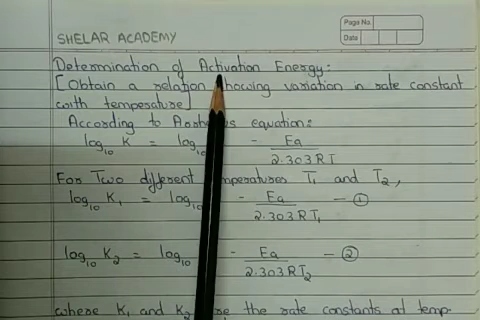 Page No.
Date
SHELAR ACADEMY
Determination of Activation Energy:
[Obtain a relation showing variation in rate constant
with temperature]
According to Arrhenius equation:
log₁₀ K = log₁₀ - Ea / 2.303 RT
For Two different temperatures T₁ and T₂,
log₁₀ K₁ = log₁₀ - Ea / 2.303 RT₁ — ①
log₁₀ K₂ = log₁₀ - Ea / 2.303 RT₂ — ②
where K₁ and K₂ are the rate constants at temp-